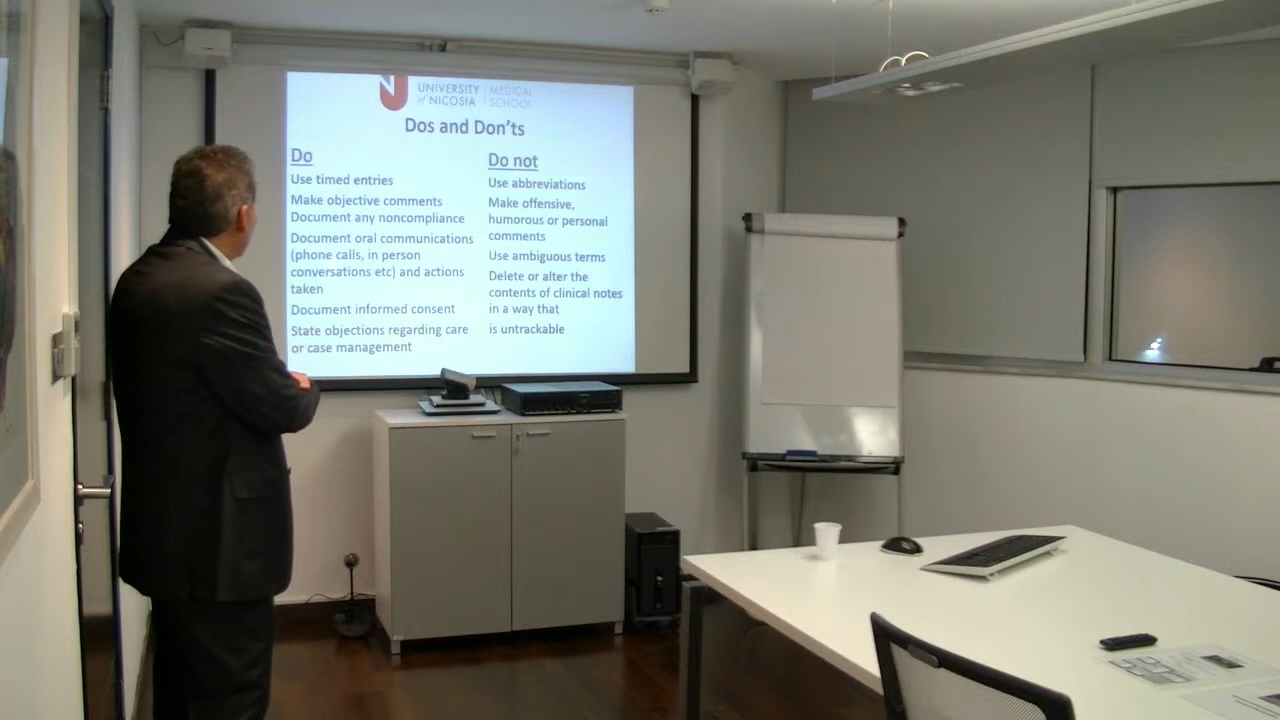 UNIVERSITY
of NICOSIA
MEDICAL
SCHOOL
Dos and Don'ts
Do
Use timed entries
Make objective comments
Document any noncompliance
Document oral communications
(phone calls, in person
conversations etc) and actions
taken
Document informed consent
State objections regarding care
or case management
Do not
Use abbreviations
Make offensive,
humorous or personal
comments
Use ambiguous terms
Delete or alter the
contents of clinical notes
in a way that
is untrackable